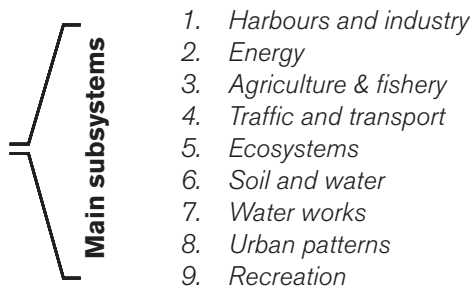 Main subsystems
1. Harbours and industry
2. Energy
3. Agriculture & fishery
4. Traffic and transport
5. Ecosystems
6. Soil and water
7. Water works
8. Urban patterns
9. Recreation